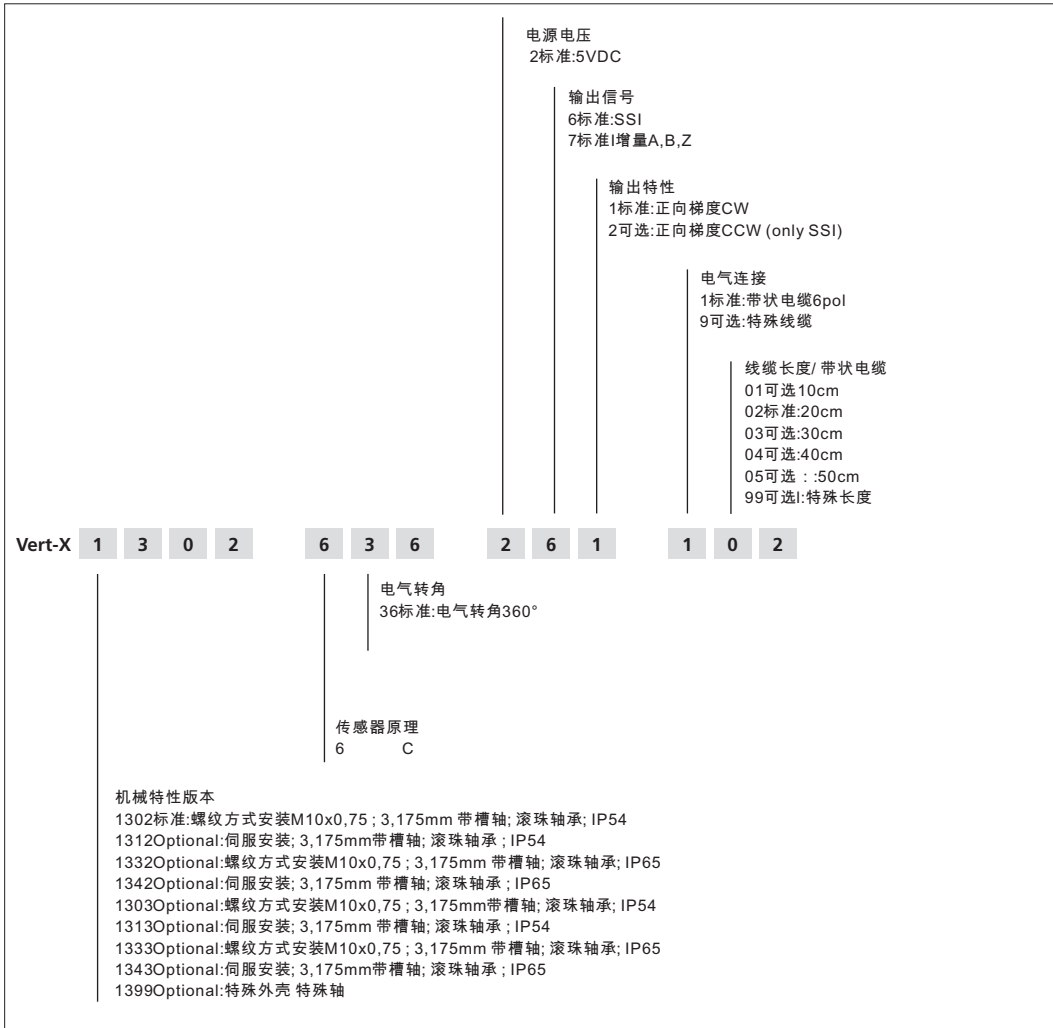 电源电压
2标准:5VDC
输出信号
6标准:SSI
7标准I增量A,B,Z
输出特性
1标准:正向梯度CW
2可选:正向梯度CCW (only SSI)
电气连接
1标准:带状电缆6pol
9可选:特殊线缆
线缆长度/ 带状电缆
01可选10cm
02标准:20cm
03可选:30cm
04可选:40cm
05可选 : :50cm
99可选I:特殊长度
Vert-X 1 3 0 2 6 3 6 2 6 1 1 0 2
电气转角
36标准:电气转角360°
传感器原理
6 C
机械特性版本
1302标准:螺纹方式安装M10x0,75 ; 3,175mm 带槽轴; 滚珠轴承; IP54
1312Optional:伺服安装; 3,175mm带槽轴; 滚珠轴承 ; IP54
1332Optional:螺纹方式安装M10x0,75 ; 3,175mm 带槽轴; 滚珠轴承; IP65
1342Optional:伺服安装; 3,175mm 带槽轴; 滚珠轴承 ; IP65
1303Optional:螺纹方式安装M10x0,75 ; 3,175mm带槽轴; 滚珠轴承; IP54
1313Optional:伺服安装; 3,175mm 带槽轴; 滚珠轴承 ; IP54
1333Optional:螺纹方式安装M10x0,75 ; 3,175mm 带槽轴; 滚珠轴承; IP65
1343Optional:伺服安装; 3,175mm带槽轴; 滚珠轴承 ; IP65
1399Optional:特殊外壳 特殊轴